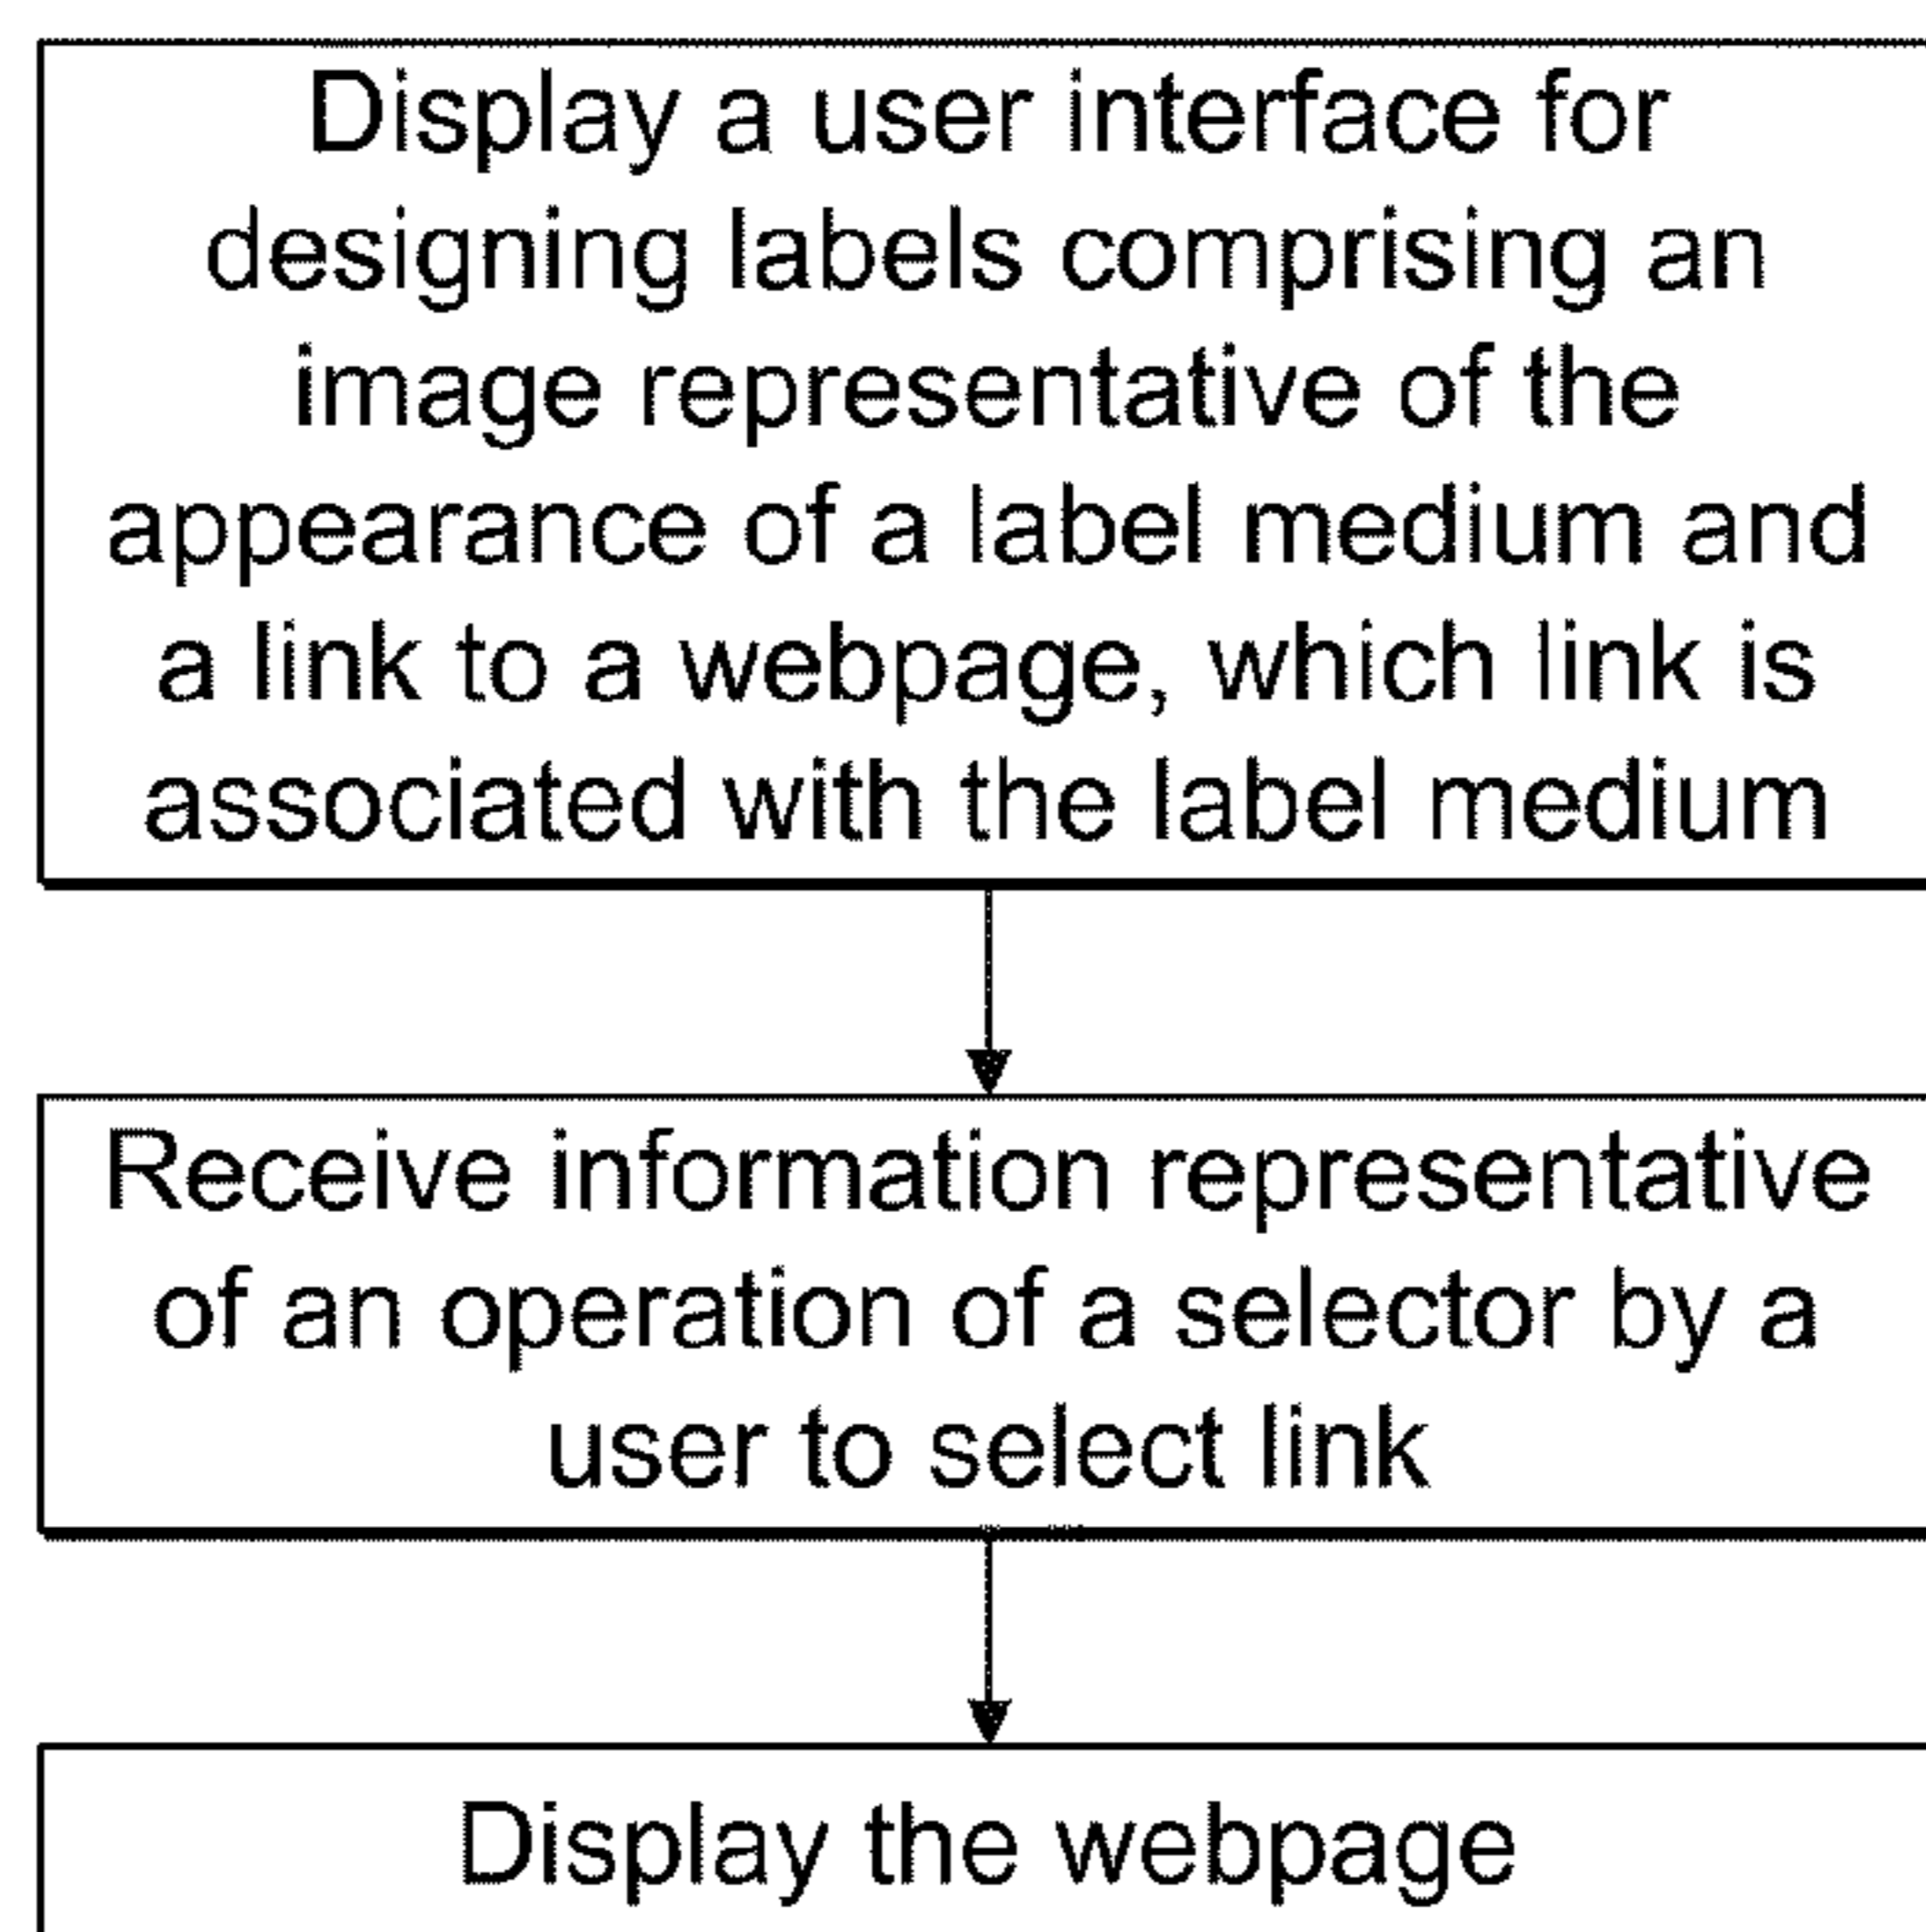 Display a user interface for
designing labels comprising an
image representative of the
appearance of a label medium and
a link to a webpage, which link is
associated with the label medium
Receive information representative
of an operation of a selector by a
user to select link
Display the webpage